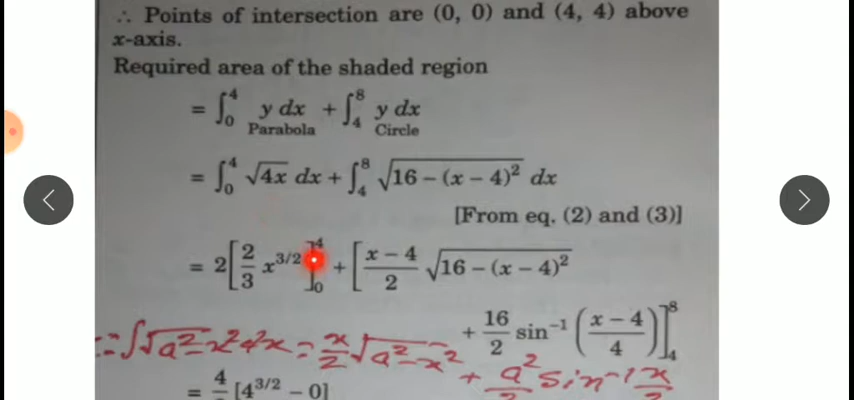 ∴ Points of intersection are (0, 0) and (4, 4) above
x-axis.
Required area of the shaded region
= ∫₀⁴ y dx + ∫₄⁸ y dx
Parabola Circle
= ∫₀⁴ √4x dx + ∫₄⁸ √(16 – (x – 4)²) dx
[From eq. (2) and (3)]
= 2[2/3 x^3/2]₀⁴ + [(x – 4)/2 √(16 – (x – 4)²)
+ 16/2 sin⁻¹ ((x – 4)/4)]₄⁸
∵ ∫√(a²–x²) dx = x/2 √(a²–x²)
+ a²/2 sin⁻¹ x/
= 4/ [4^3/2 – 0]